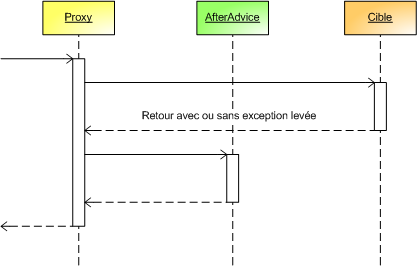 Proxy
AfterAdvice
Cible
Retour avec ou sans exception levée